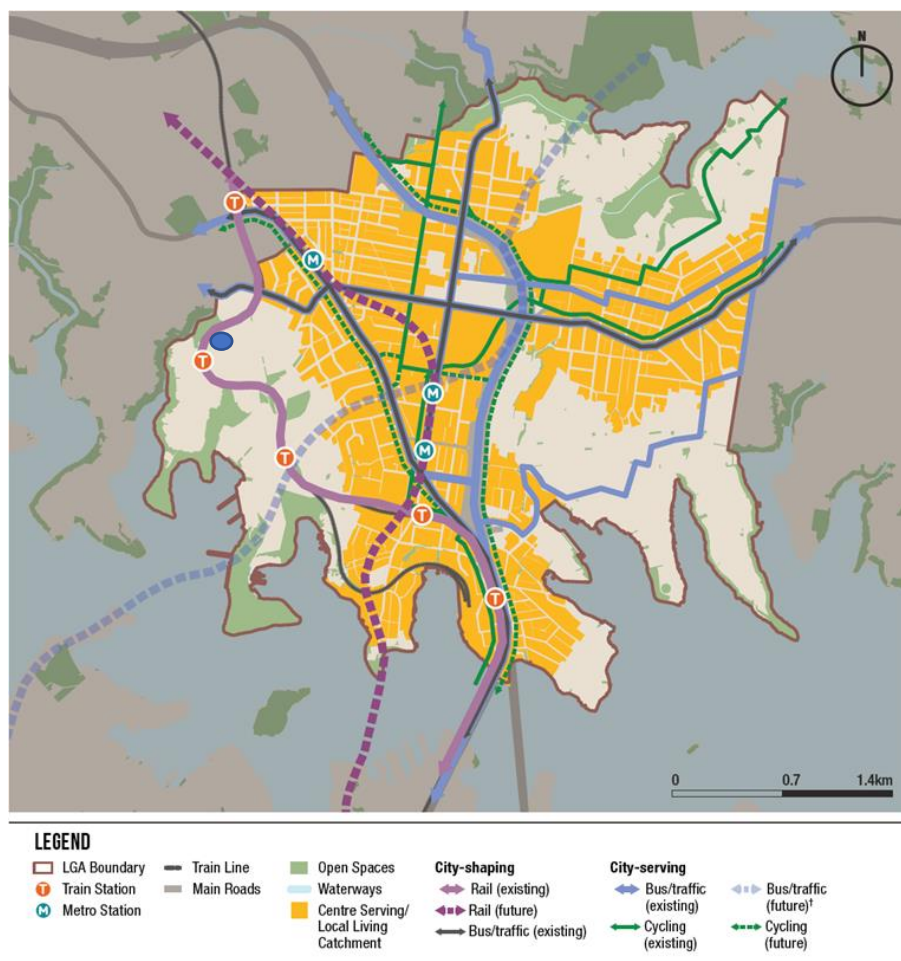 N
T
M
T
M
T
M
T
T
0 0.7 1.4km
LEGEND
LGA Boundary
T Train Station
M Metro Station
Train Line
Main Roads
Open Spaces
Waterways
Centre Serving/
Local Living
Catchment
City-shaping
Rail (existing)
Rail (future)
Bus/traffic (existing)
City-serving
Bus/traffic
(existing)
Cycling
(existing)
Bus/traffic
(future)†
Cycling
(future)